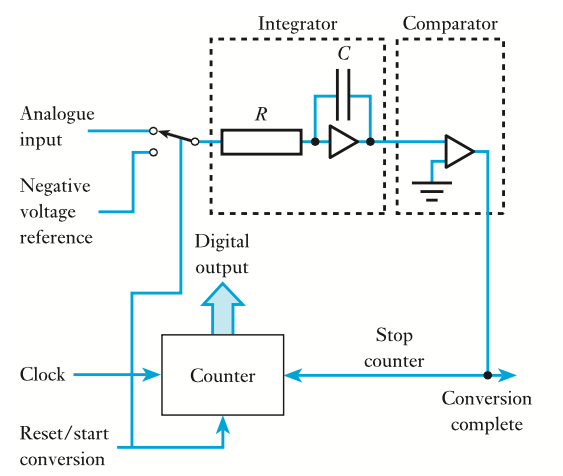 Integrator
Comparator
C
R
Analogue
input
Negative
voltage
reference
Digital
output
Stop
counter
Clock
Counter
Conversion
complete
Reset/start
conversion